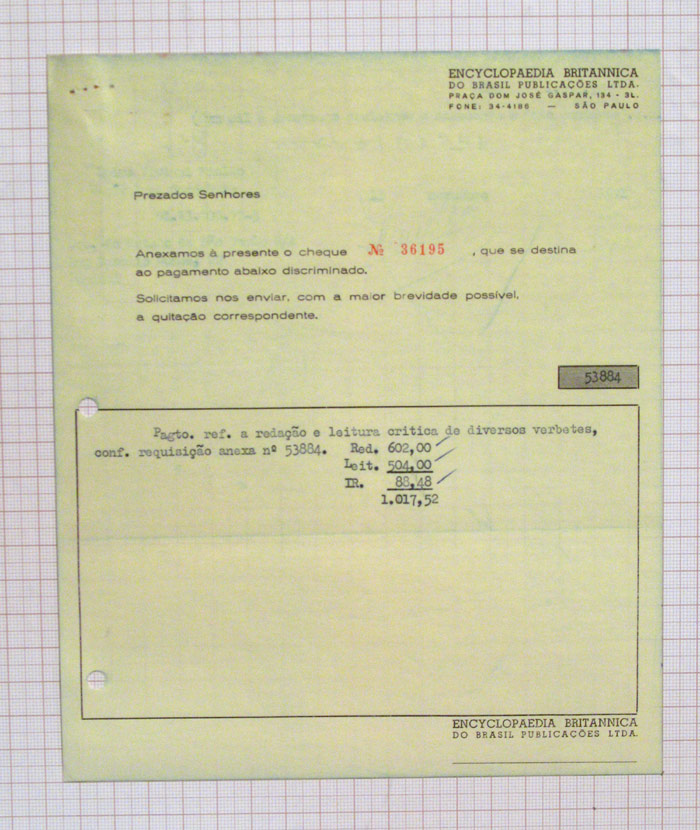 ENCYCLOPAEDIA BRITANNICA
DO BRASIL PUBLICAÇÕES LTDA.
PRAÇA DOM JOSÉ GASPAR, 134 - 3L.
FONE: 34-4186 — SÃO PAULO
Prezados Senhores
Anexamos à presente o cheque № 36195 , que se destina
ao pagamento abaixo discriminado.
Solicitamos nos enviar, com a maior brevidade possível,
a quitação correspondente.
53884
Pagto. ref. a redação e leitura critica de diversos verbetes,
conf. requisição anexa nº 53884. Red. 602,00
Leit. 504,00
IR. 88,48
1.017,52
ENCYCLOPAEDIA BRITANNICA
DO BRASIL PUBLICAÇÕES LTDA.